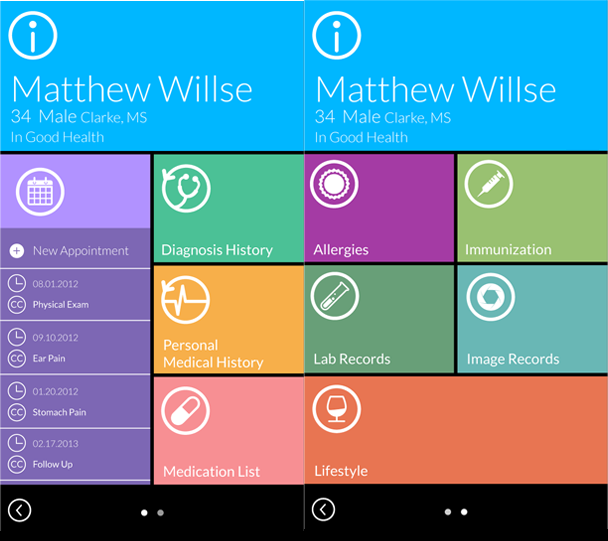 Matthew Willse
34 Male Clarke, MS
In Good Health
New Appointment
08.01.2012
CC Physical Exam
09.10.2012
CC Ear Pain
01.20.2012
CC Stomach Pain
02.17.2013
CC Follow Up
Diagnosis History
Personal
Medical History
Medication List
Matthew Willse
34 Male Clarke, MS
In Good Health
Allergies
Immunization
Lab Records
Image Records
Lifestyle